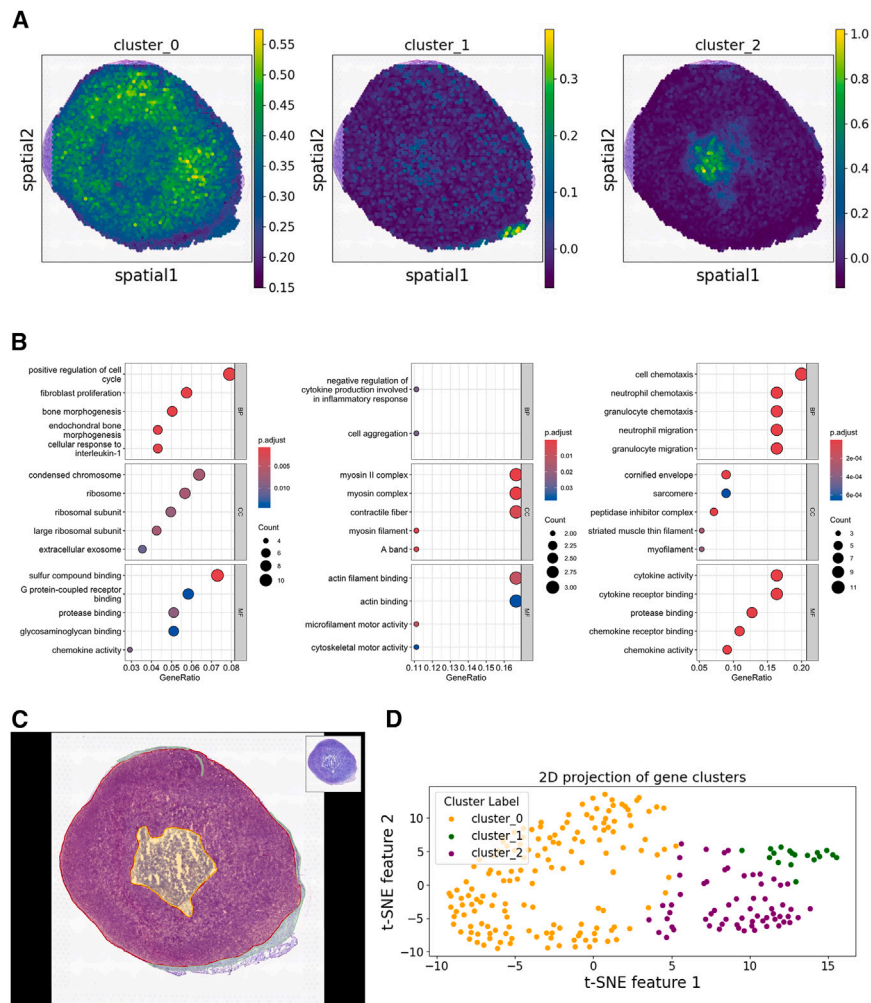 A
cluster_0
cluster_1
cluster_2
spatial2
spatial1
0.55
0.50
0.45
0.40
0.35
0.30
0.25
0.20
0.15
spatial2
spatial1
0.3
0.2
0.1
0.0
spatial2
spatial1
1.0
0.8
0.6
0.4
0.2
0.0
B
positive regulation of cell
cycle
fibroblast proliferation
bone morphogenesis
endochondral bone
morphogenesis
cellular response to
interleukin-1
BP
condensed chromosome
ribosome
ribosomal subunit
large ribosomal subunit
extracellular exosome
CC
sulfur compound binding
G protein-coupled receptor
binding
protease binding
glycosaminoglycan binding
chemokine activity
MF
0.03 0.04 0.05 0.06 0.07 0.08
GeneRatio
p.adjust
0.005
0.010
Count
4
6
8
10
negative regulation of
cytokine production involved
in inflammatory response
cell aggregation
BP
myosin II complex
myosin complex
contractile fiber
myosin filament
A band
CC
actin filament binding
actin binding
microfilament motor activity
cytoskeletal motor activity
MF
0.11 0.12 0.13 0.12 0.13 0.14 0.15 0.16
GeneRatio
p.adjust
0.01
0.02
0.03
Count
2.00
2.25
2.50
2.75
3.00
cell chemotaxis
neutrophil chemotaxis
granulocyte chemotaxis
neutrophil migration
granulocyte migration
BP
cornified envelope
sarcomere
peptidase inhibitor complex
striated muscle thin filament
myofilament
CC
cytokine activity
cytokine receptor binding
protease binding
chemokine receptor binding
chemokine activity
MF
0.05 0.10 0.15 0.20
GeneRatio
p.adjust
2e-04
4e-04
6e-04
Count
3
5
7
9
11
C
D
2D projection of gene clusters
Cluster Label
cluster_0
cluster_1
cluster_2
t-SNE feature 2
10
5
0
−5
−10
−10 −5 0 5 10 15
t-SNE feature 1